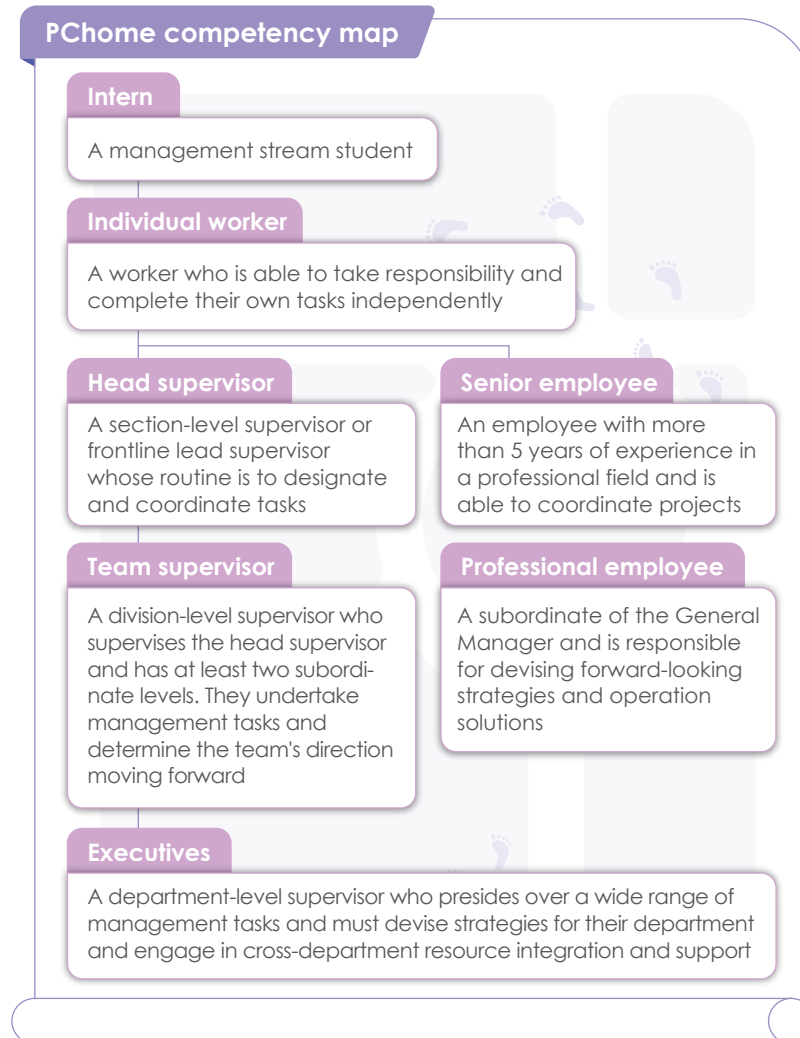 PChome competency map
Intern
A management stream student
Individual worker
A worker who is able to take responsibility and
complete their own tasks independently
Head supervisor
A section-level supervisor or
frontline lead supervisor
whose routine is to designate
and coordinate tasks
Senior employee
An employee with more
than 5 years of experience in
a professional field and is
able to coordinate projects
Team supervisor
A division-level supervisor who
supervises the head supervisor
and has at least two subordi-
nate levels. They undertake
management tasks and
determine the team's direction
moving forward
Professional employee
A subordinate of the General
Manager and is responsible
for devising forward-looking
strategies and operation
solutions
Executives
A department-level supervisor who presides over a wide range of
management tasks and must devise strategies for their department
and engage in cross-department resource integration and support